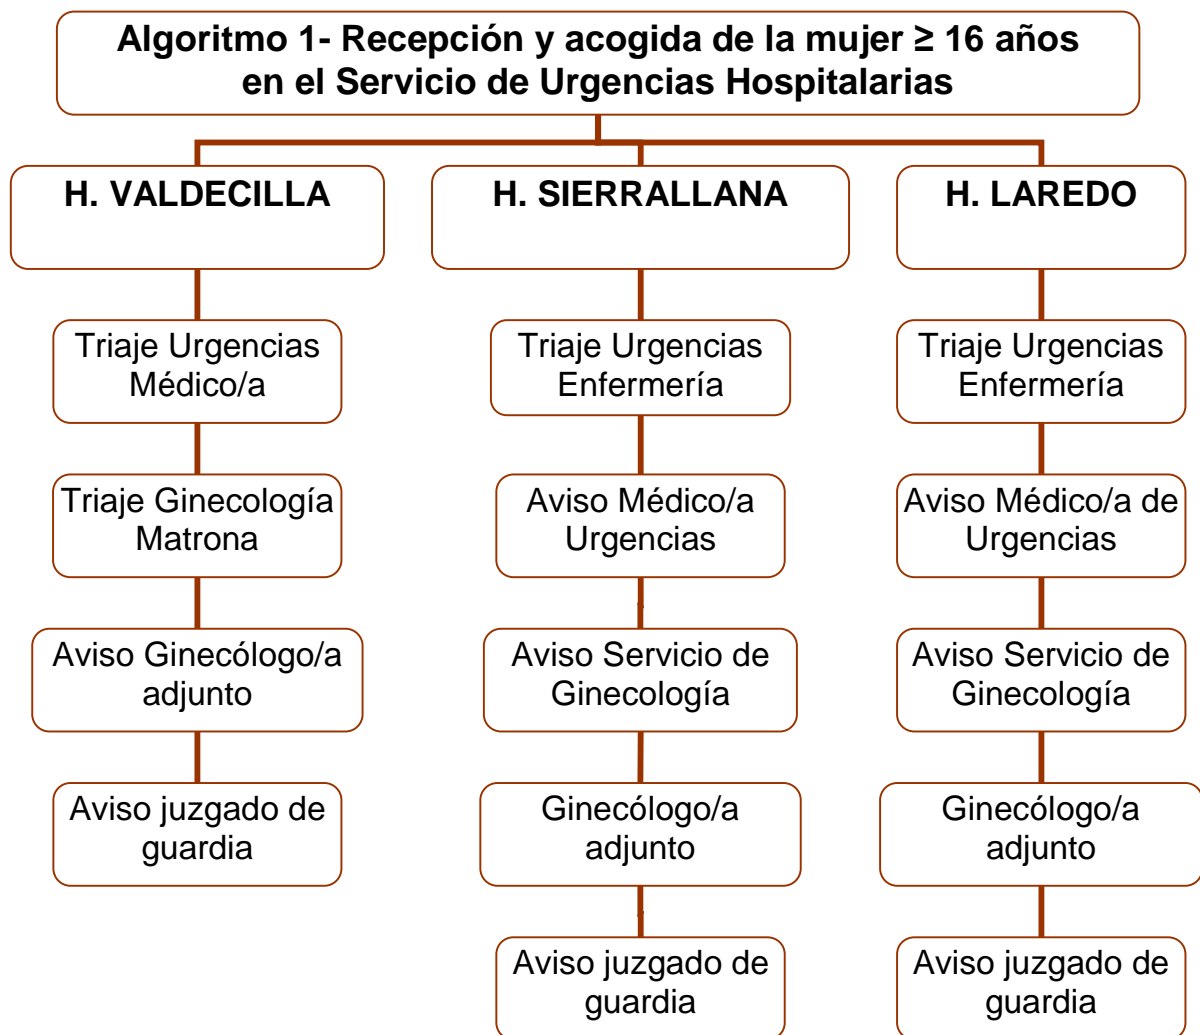 Algoritmo 1- Recepción y acogida de la mujer ≥ 16 años
en el Servicio de Urgencias Hospitalarias
H. VALDECILLA
Triaje Urgencias
Médico/a
Triaje Ginecología
Matrona
Aviso Ginecólogo/a
adjunto
Aviso juzgado de
guardia
H. SIERRALLANA
Triaje Urgencias
Enfermería
Aviso Médico/a
Urgencias
Aviso Servicio de
Ginecología
Ginecólogo/a
adjunto
Aviso juzgado de
guardia
H. LAREDO
Triaje Urgencias
Enfermería
Aviso Médico/a de
Urgencias
Aviso Servicio de
Ginecología
Ginecólogo/a
adjunto
Aviso juzgado de
guardia